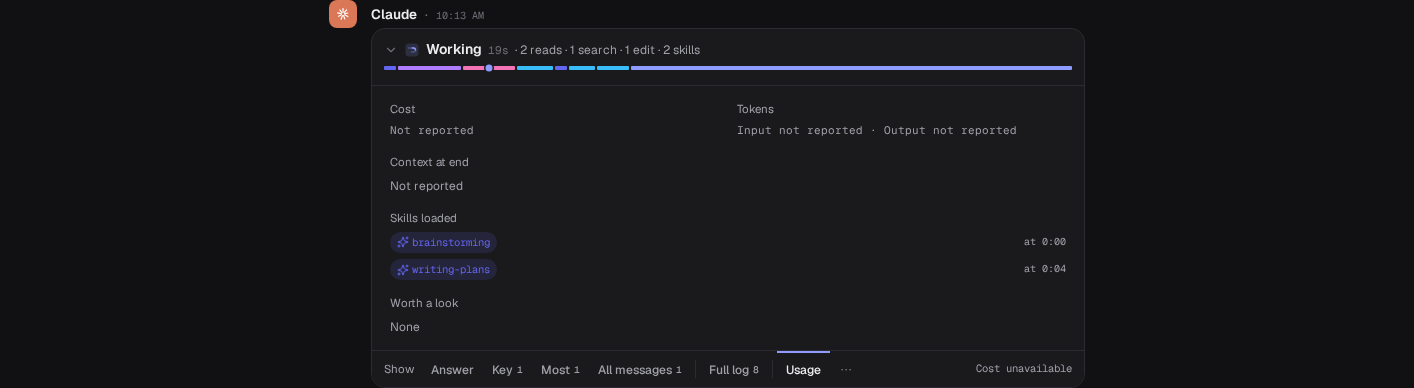 Claude · 10:13 AM
Working 19s · 2 reads · 1 search · 1 edit · 2 skills
Cost Tokens
Not reported Input not reported · Output not reported
Context at end
Not reported
Skills loaded
brainstorming at 0:00
writing-plans at 0:04
Worth a look
None
Show Answer Key 1 Most 1 All messages 1 Full log 8 Usage ··· Cost unavailable